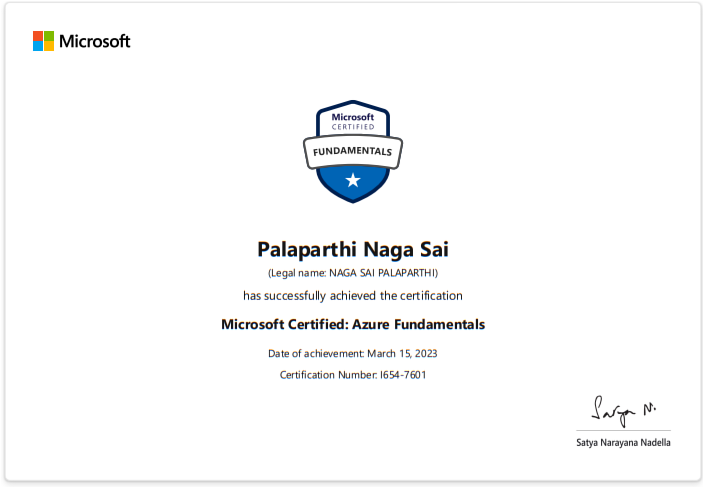 Microsoft
Microsoft
CERTIFIED
FUNDAMENTALS
Palaparthi Naga Sai
(Legal name: NAGA SAI PALAPARTHI)
has successfully achieved the certification
Microsoft Certified: Azure Fundamentals
Date of achievement: March 15, 2023
Certification Number: I654-7601
Satya N.
Satya Narayana Nadella